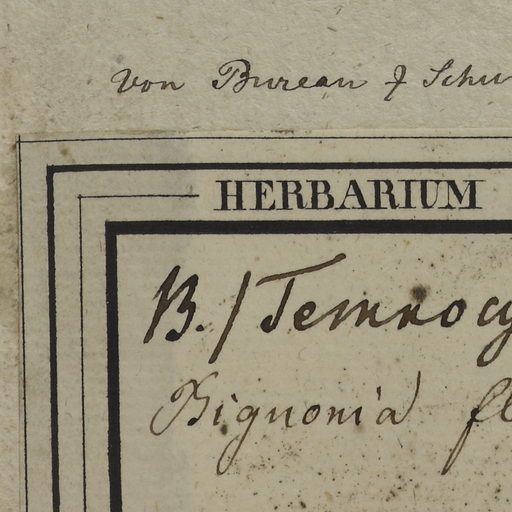 von Bureau & Schu
HERBARIUM
B. / Temnocy
Bignonia fl